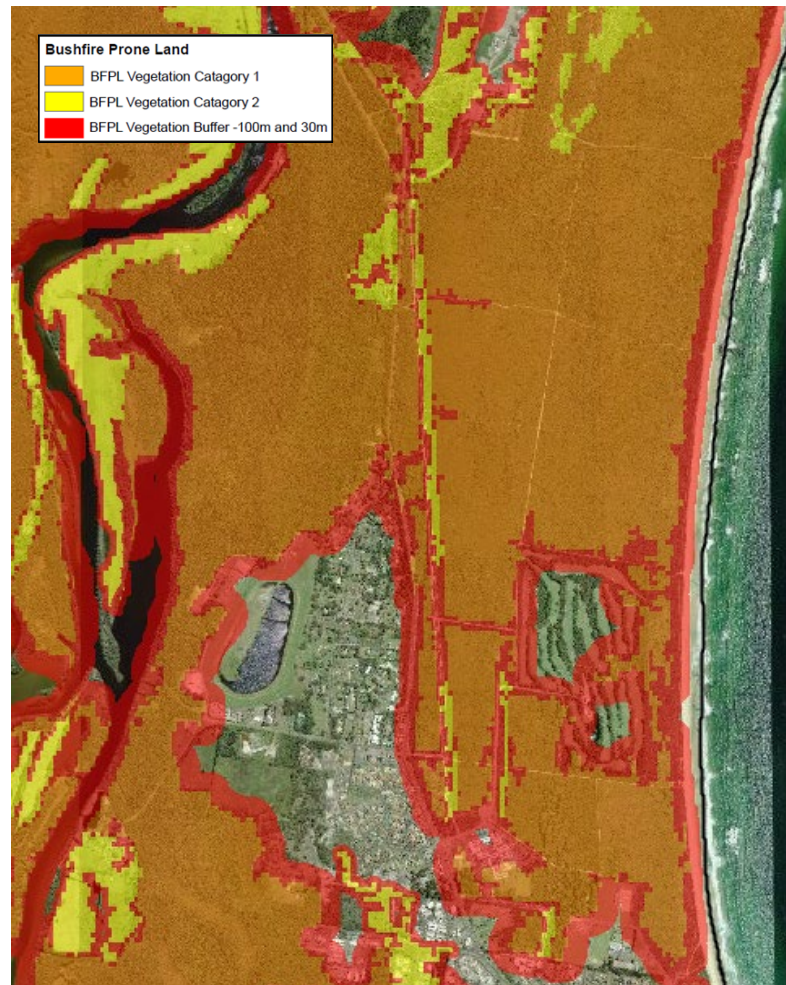 Bushfire Prone Land
BFPL Vegetation Catagory 1
BFPL Vegetation Catagory 2
BFPL Vegetation Buffer -100m and 30m